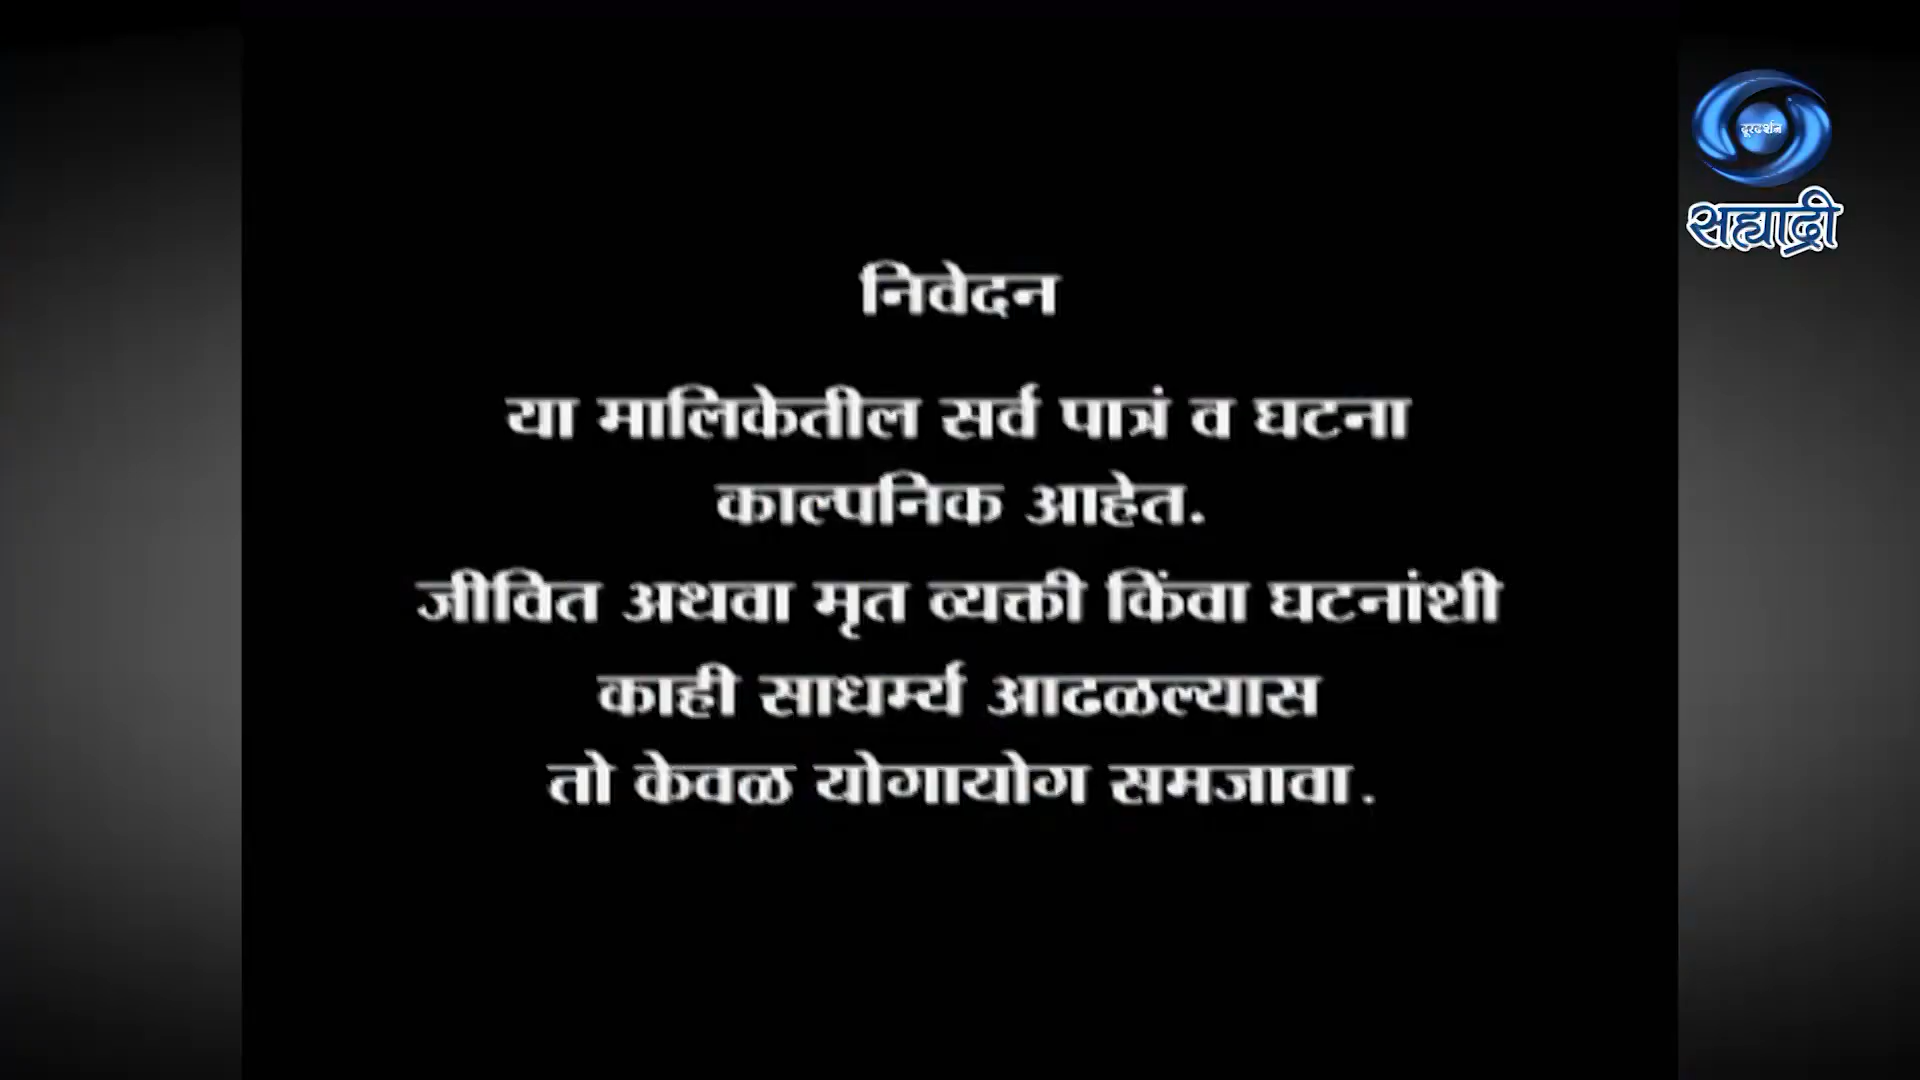 दूरदर्शन
सह्याद्री
निवेदन
या मालिकेतील सर्व पात्रं व घटना
काल्पनिक आहेत.
जीवित अथवा मृत व्यक्ती किंवा घटनांशी
काही साधर्म्य आढळल्यास
तो केवळ योगायोग समजावा.